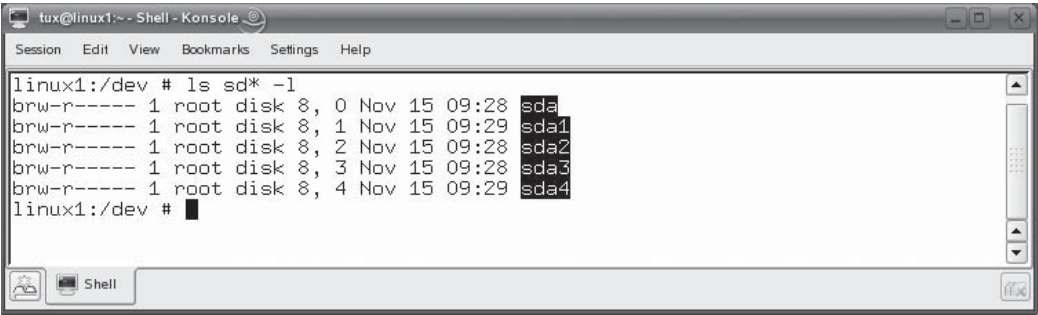 tux@linux1:~ - Shell - Konsole
Session Edit View Bookmarks Settings Help
linux1:/dev # ls sd* -l
brw-r----- 1 root disk 8, 0 Nov 15 09:28 sda
brw-r----- 1 root disk 8, 1 Nov 15 09:29 sda1
brw-r----- 1 root disk 8, 2 Nov 15 09:28 sda2
brw-r----- 1 root disk 8, 3 Nov 15 09:28 sda3
brw-r----- 1 root disk 8, 4 Nov 15 09:29 sda4
linux1:/dev #
Shell